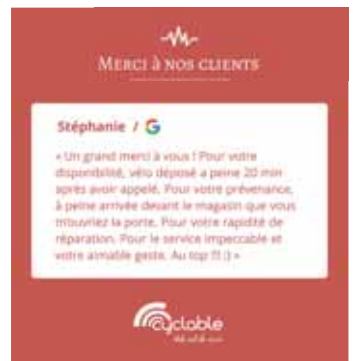 MERCI À NOS CLIENTS
Stéphanie / G
« Un grand merci à vous ! Pour votre
disponibilité, vélo déposé a peine 20 min
après avoir appelé. Pour votre prévenance,
à peine arrivée devant le magasin que vous
m'ouvriez la porte. Pour votre rapidité de
réparation. Pour le service impeccable et
votre aimable geste. Au top !!! :) »
cyclable